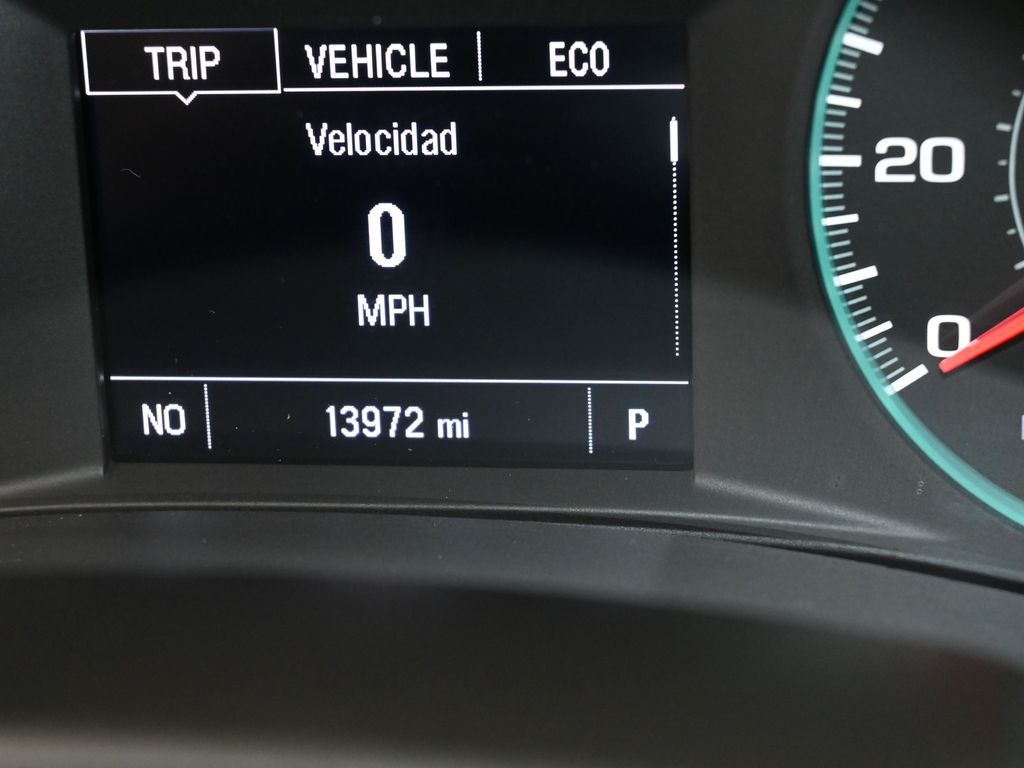 TRIP VEHICLE ECO
Velocidad
0
MPH
NO 13972 mi P
20
0